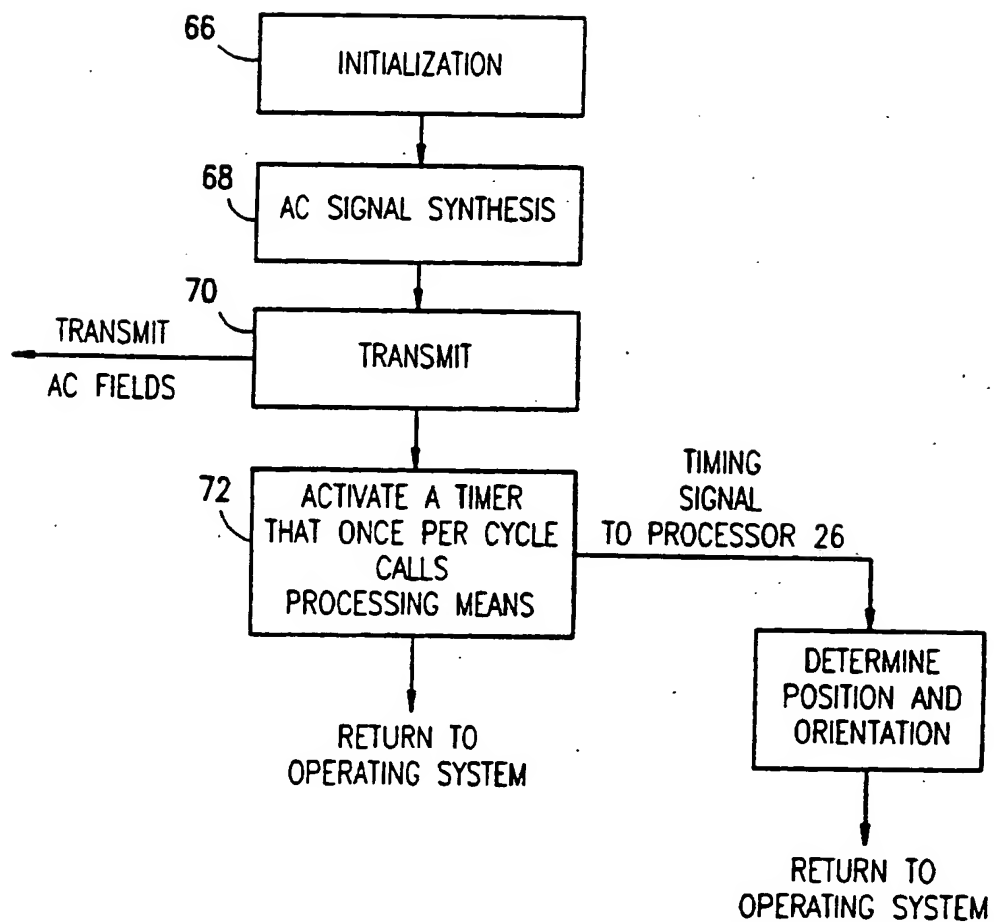 66
INITIALIZATION
68
AC SIGNAL SYNTHESIS
70
TRANSMIT
AC FIELDS
TRANSMIT
72
ACTIVATE A TIMER
THAT ONCE PER CYCLE
CALLS
PROCESSING MEANS
TIMING
SIGNAL
TO PROCESSOR 26
DETERMINE
POSITION AND
ORIENTATION
RETURN TO
OPERATING SYSTEM
RETURN TO
OPERATING SYSTEM